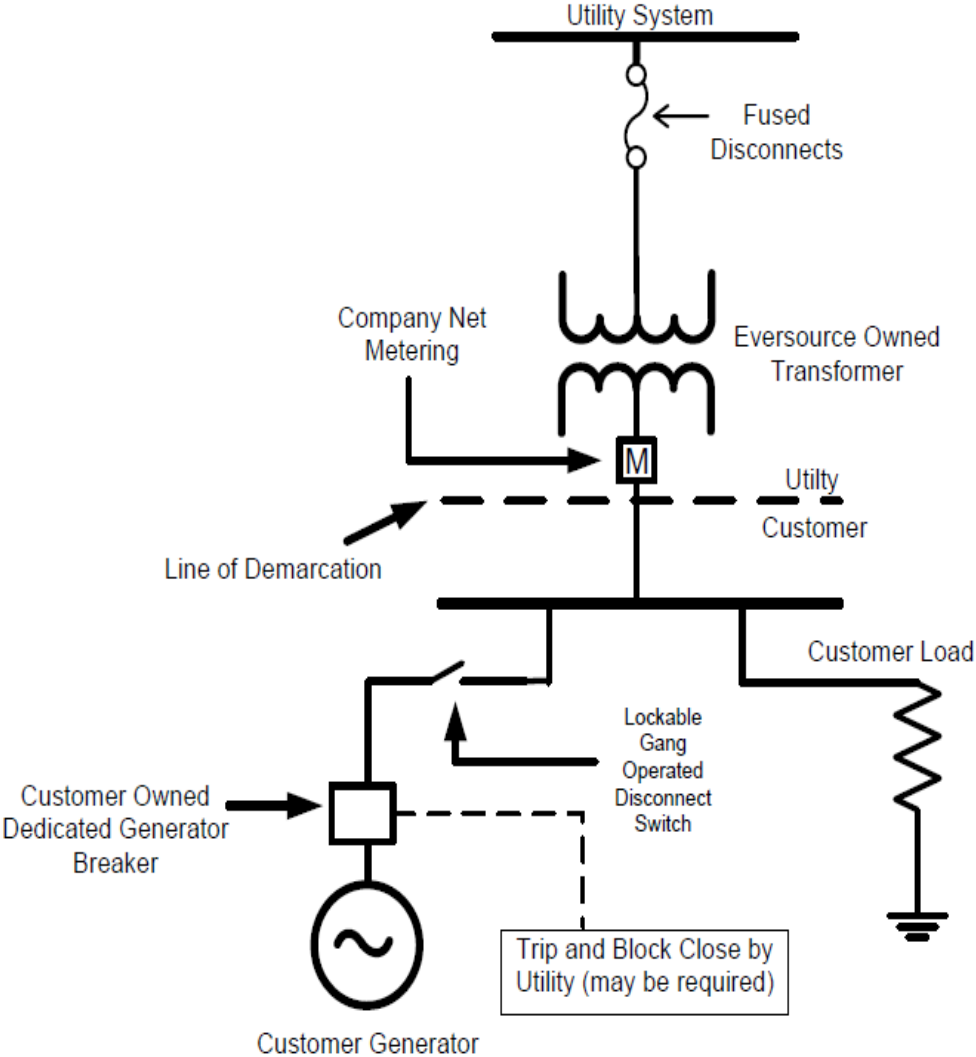 Utility System
Fused
Disconnects
Company Net
Metering
Eversource Owned
Transformer
M
Utilty
Customer
Line of Demarcation
Customer Load
Lockable
Gang
Operated
Disconnect
Switch
Customer Owned
Dedicated Generator
Breaker
Trip and Block Close by
Utility (may be required)
Customer Generator